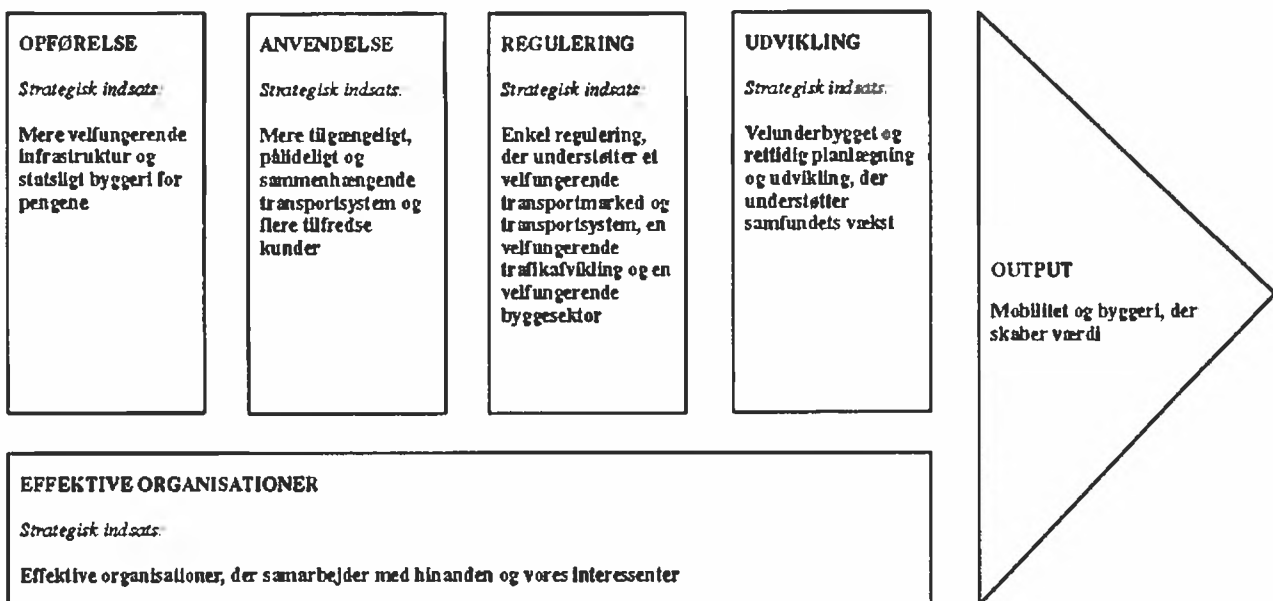 OPFØRELSE
Strategisk indsats:
Mere velfungerende
infrastruktur og
statsligt byggeri for
pengene
ANVENDELSE
Strategisk indsats:
Mere tilgængeligt,
pålideligt og
sammenhængende
transportsystem og
flere tilfredse
kunder
REGULERING
Strategisk indsats:
Enkel regulering,
der understøtter et
velfungerende
transportmarked og
transportsystem, en
velfungerende
trafikafvikling og en
velfungerende
byggesektor
UDVIKLING
Strategisk indsats:
Velunderbygget og
rettidig planlægning
og udvikling, der
understøtter
samfundets vækst
OUTPUT
Mobilitet og byggeri, der
skaber værdi
EFFEKTIVE ORGANISATIONER
Strategisk indsats:
Effektive organisationer, der samarbejder med hinanden og vores interessenter